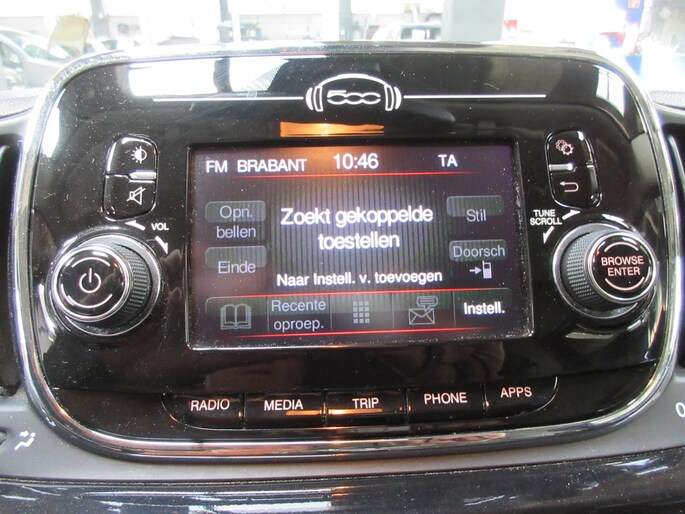 500
FM BRABANT 10:46 TA
Opn.
bellen
Zoekt gekoppelde
toestellen
Stil
Einde
Doorsch
Naar Instell. v. toevoegen
Recente
oproep.
Instell.
VOL
TUNE
SCROLL
BROWSE
ENTER
RADIO
MEDIA
TRIP
PHONE
APPS
0